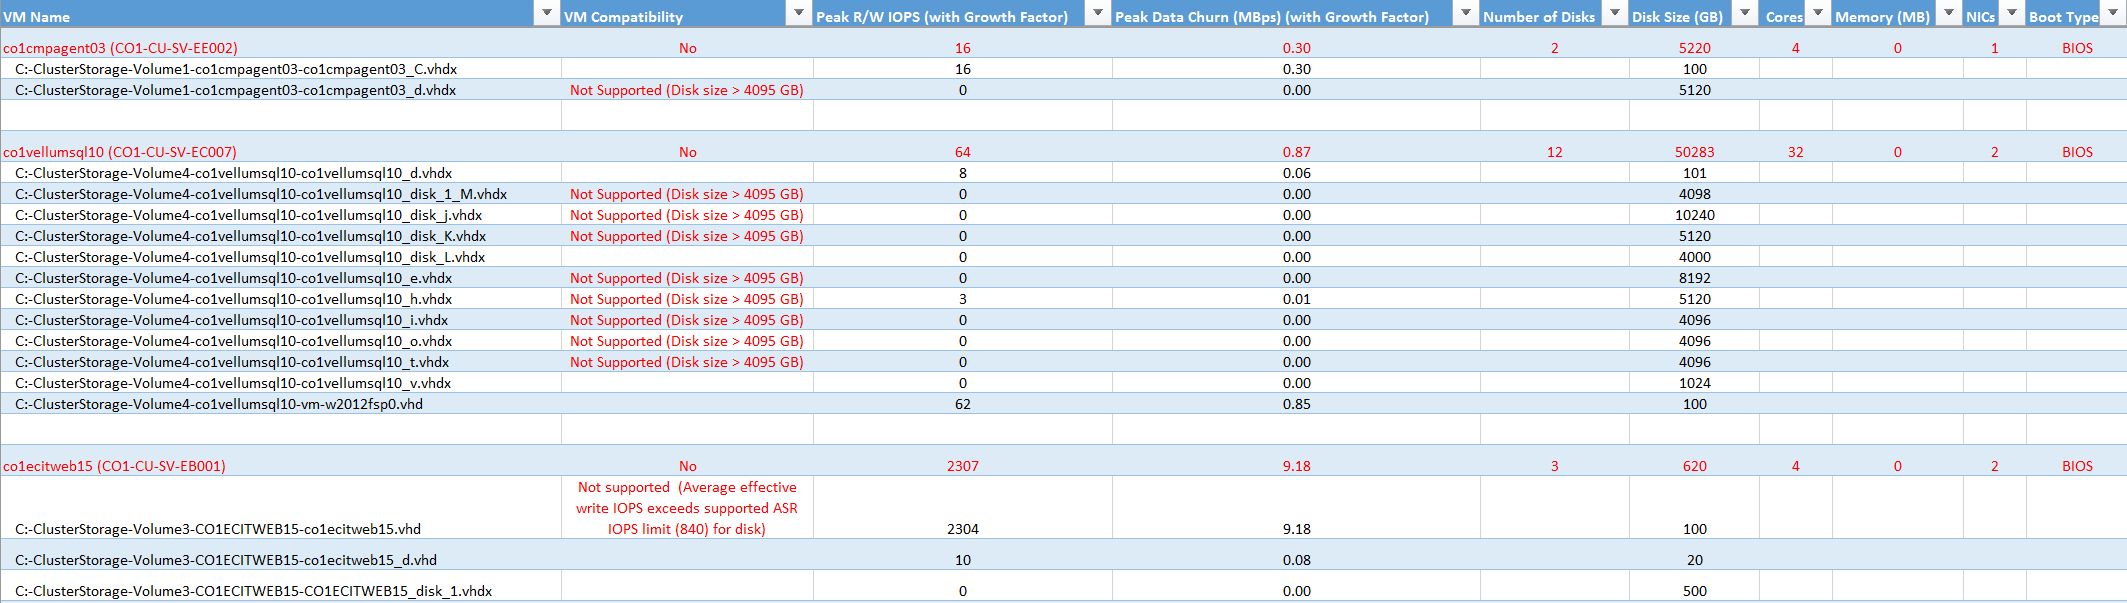 VM Name VM Compatibility Peak R/W IOPS (with Growth Factor) Peak Data Churn (MBps) (with Growth Factor) Number of Disks Disk Size (GB) Cores Memory (MB) NICs Boot Type
co1cmpagent03 (CO1-CU-SV-EE002) No 16 0.30 2 5220 4 0 1 BIOS
C:-ClusterStorage-Volume1-co1cmpagent03-co1cmpagent03_C.vhdx 16 0.30 100
C:-ClusterStorage-Volume1-co1cmpagent03-co1cmpagent03_d.vhdx Not Supported (Disk size > 4095 GB) 0 0.00 5120
co1vellumsql10 (CO1-CU-SV-EC007) No 64 0.87 12 50283 32 0 2 BIOS
C:-ClusterStorage-Volume4-co1vellumsql10-co1vellumsql10_d.vhdx 8 0.06 101
C:-ClusterStorage-Volume4-co1vellumsql10-co1vellumsql10_disk_1_M.vhdx Not Supported (Disk size > 4095 GB) 0 0.00 4098
C:-ClusterStorage-Volume4-co1vellumsql10-co1vellumsql10_disk_j.vhdx Not Supported (Disk size > 4095 GB) 0 0.00 10240
C:-ClusterStorage-Volume4-co1vellumsql10-co1vellumsql10_disk_K.vhdx Not Supported (Disk size > 4095 GB) 0 0.00 5120
C:-ClusterStorage-Volume4-co1vellumsql10-co1vellumsql10_disk_L.vhdx 0 0.00 4000
C:-ClusterStorage-Volume4-co1vellumsql10-co1vellumsql10_e.vhdx Not Supported (Disk size > 4095 GB) 0 0.00 8192
C:-ClusterStorage-Volume4-co1vellumsql10-co1vellumsql10_h.vhdx Not Supported (Disk size > 4095 GB) 3 0.01 5120
C:-ClusterStorage-Volume4-co1vellumsql10-co1vellumsql10_i.vhdx Not Supported (Disk size > 4095 GB) 0 0.00 4096
C:-ClusterStorage-Volume4-co1vellumsql10-co1vellumsql10_o.vhdx Not Supported (Disk size > 4095 GB) 0 0.00 4096
C:-ClusterStorage-Volume4-co1vellumsql10-co1vellumsql10_t.vhdx Not Supported (Disk size > 4095 GB) 0 0.00 4096
C:-ClusterStorage-Volume4-co1vellumsql10-co1vellumsql10_v.vhdx 0 0.00 1024
C:-ClusterStorage-Volume4-co1vellumsql10-vm-w2012fsp0.vhd 62 0.85 100
co1ecitweb15 (CO1-CU-SV-EB001) No 2307 9.18 3 620 4 0 2 BIOS
Not supported (Average effective
write IOPS exceeds supported ASR
C:-ClusterStorage-Volume3-CO1ECITWEB15-co1ecitweb15.vhd IOPS limit (840) for disk) 2304 9.18 100
C:-ClusterStorage-Volume3-CO1ECITWEB15-co1ecitweb15_d.vhd 10 0.08 20
C:-ClusterStorage-Volume3-CO1ECITWEB15-CO1ECITWEB15_disk_1.vhdx 0 0.00 500